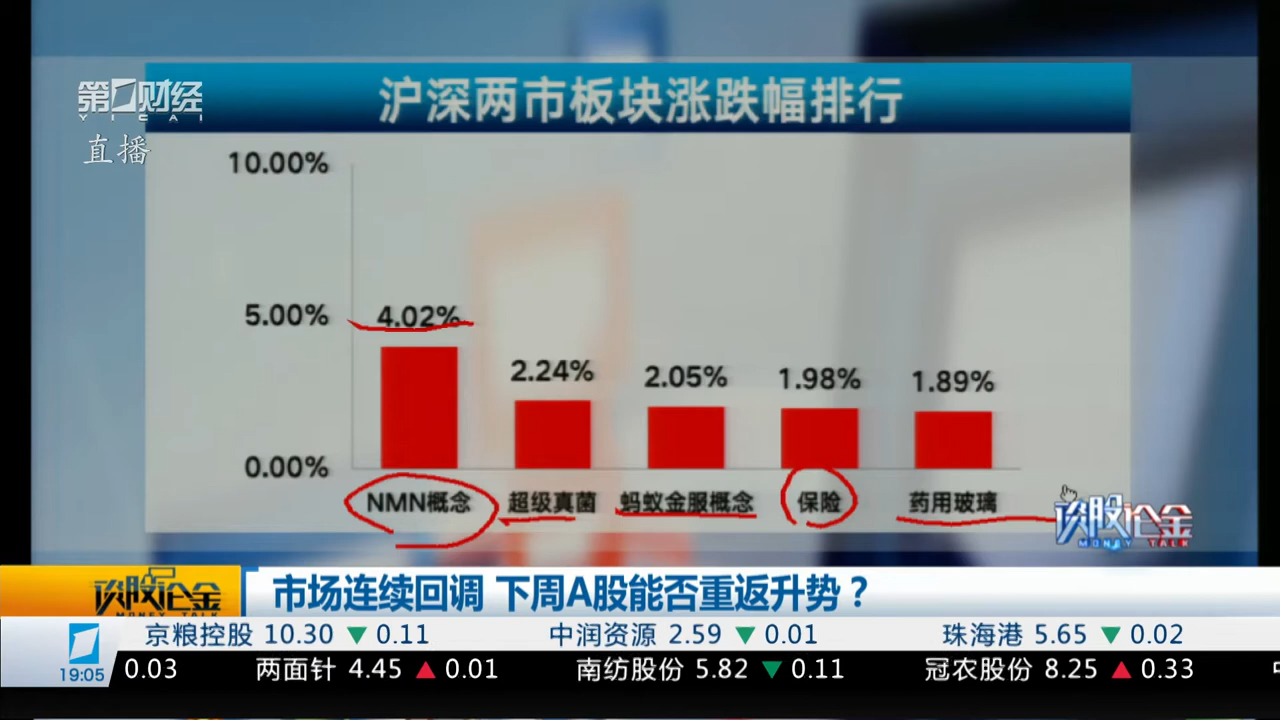 沪深两市板块涨跌幅排行
第一财经
YICAI
直播
10.00%
5.00%
0.00%
4.02%
2.24%
2.05%
1.98%
1.89%
NMN概念
超级真菌
蚂蚁金服概念
保险
药用玻璃
谈股论金
MONEY TALK
谈股论金
MONEY TALK
市场连续回调 下周A股能否重返升势？
京粮控股 10.30 ▼ 0.11 中润资源 2.59 ▼ 0.01 珠海港 5.65 ▼ 0.02
19:05
0.03 两面针 4.45 ▲ 0.01 南纺股份 5.82 ▼ 0.11 冠农股份 8.25 ▲ 0.33